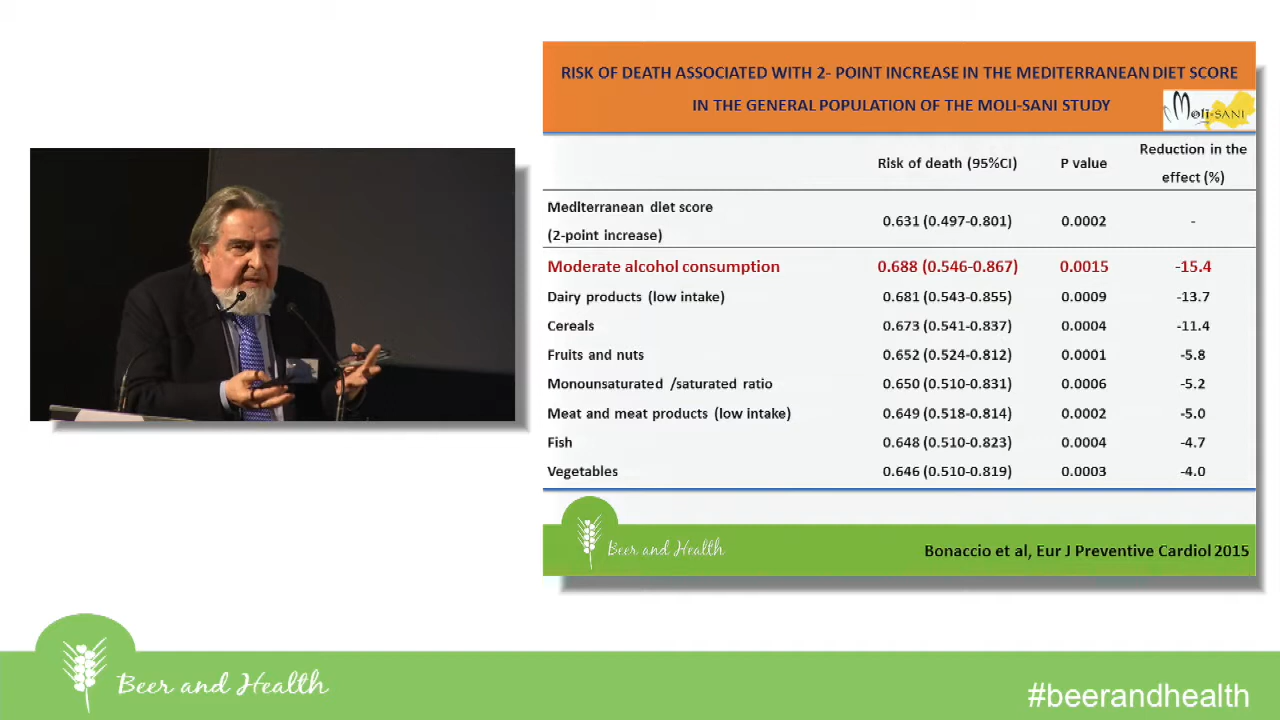 RISK OF DEATH ASSOCIATED WITH 2- POINT INCREASE IN THE MEDITERRANEAN DIET SCORE
IN THE GENERAL POPULATION OF THE MOLI-SANI STUDY
Moli-SANI
Risk of death (95%CI) P value Reduction in the effect (%)
Mediterranean diet score
(2-point increase) 0.631 (0.497-0.801) 0.0002 -
Moderate alcohol consumption 0.688 (0.546-0.867) 0.0015 -15.4
Dairy products (low intake) 0.681 (0.543-0.855) 0.0009 -13.7
Cereals 0.673 (0.541-0.837) 0.0004 -11.4
Fruits and nuts 0.652 (0.524-0.812) 0.0001 -5.8
Monounsaturated /saturated ratio 0.650 (0.510-0.831) 0.0006 -5.2
Meat and meat products (low intake) 0.649 (0.518-0.814) 0.0002 -5.0
Fish 0.648 (0.510-0.823) 0.0004 -4.7
Vegetables 0.646 (0.510-0.819) 0.0003 -4.0
Beer and Health
Bonaccio et al, Eur J Preventive Cardiol 2015
Beer and Health
#beerandhealth